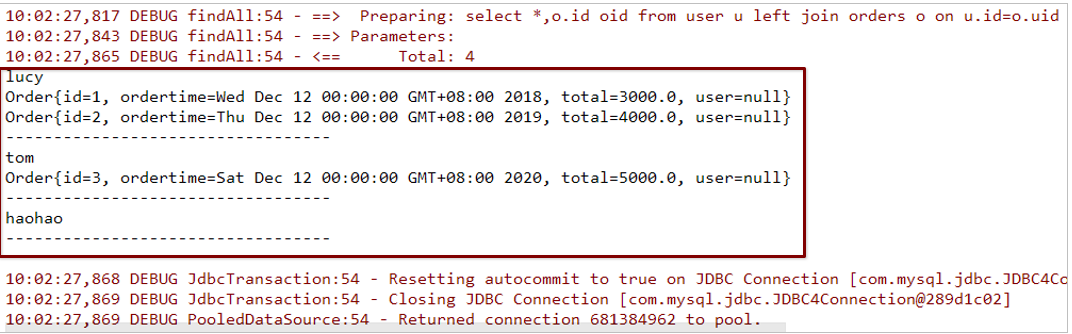 10:02:27,817 DEBUG findAll:54 - ==>  Preparing: select *,o.id oid from user u left join orders o on u.id=o.uid
10:02:27,843 DEBUG findAll:54 - ==> Parameters:
10:02:27,865 DEBUG findAll:54 - <==      Total: 4
lucy
Order{id=1, ordertime=Wed Dec 12 00:00:00 GMT+08:00 2018, total=3000.0, user=null}
Order{id=2, ordertime=Thu Dec 12 00:00:00 GMT+08:00 2019, total=4000.0, user=null}
---------------------------------
tom
Order{id=3, ordertime=Sat Dec 12 00:00:00 GMT+08:00 2020, total=5000.0, user=null}
---------------------------------
haohao
---------------------------------
10:02:27,868 DEBUG JdbcTransaction:54 - Resetting autocommit to true on JDBC Connection [com.mysql.jdbc.JDBC4Co
10:02:27,869 DEBUG JdbcTransaction:54 - Closing JDBC Connection [com.mysql.jdbc.JDBC4Connection@289d1c02]
10:02:27,869 DEBUG PooledDataSource:54 - Returned connection 681384962 to pool.